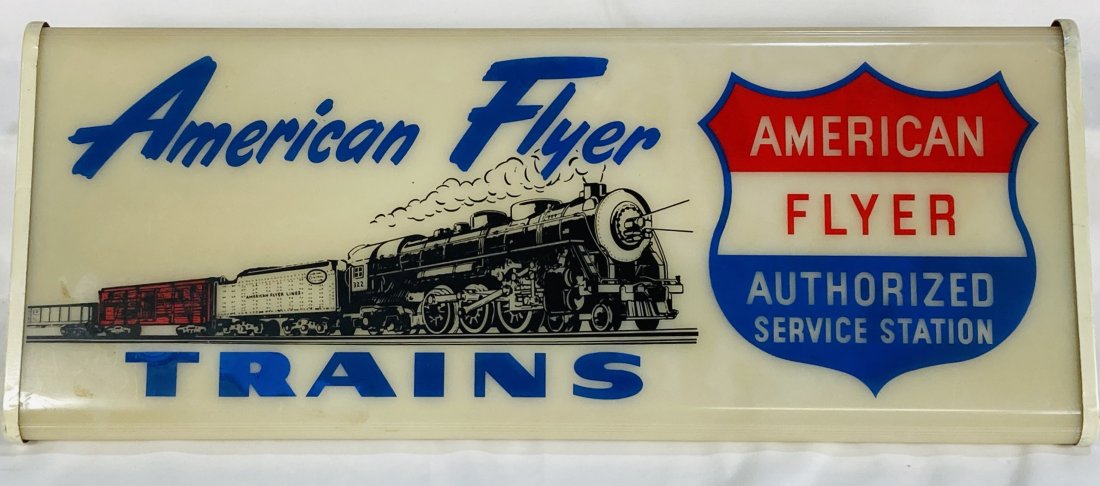 American Flyer
TRAINS
AMERICAN FLYER LINES
322
AMERICAN
FLYER
AUTHORIZED
SERVICE STATION